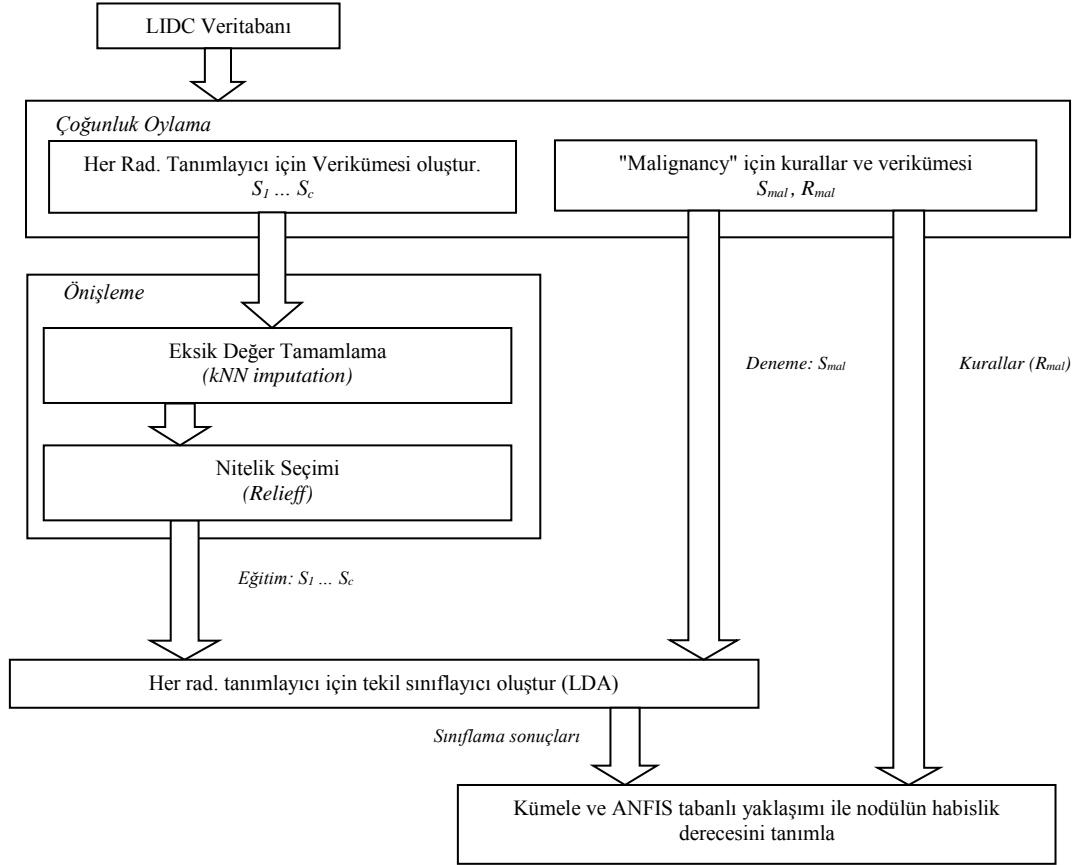 LIDC Veritabanı
Çoğunluk Oylama
Her Rad. Tanımlayıcı için Verikümesi oluştur.
S1 ... Sc
"Malignancy" için kurallar ve verikümesi
Smal , Rmal
Önişleme
Eksik Değer Tamamlama
(kNN imputation)
Deneme: Smal
Kurallar (Rmal)
Nitelik Seçimi
(Relieff)
Eğitim: S1 ... Sc
Her rad. tanımlayıcı için tekil sınıflayıcı oluştur (LDA)
Sınıflama sonuçları
Kümele ve ANFIS tabanlı yaklaşımı ile nodülün habislik
derecesini tanımla